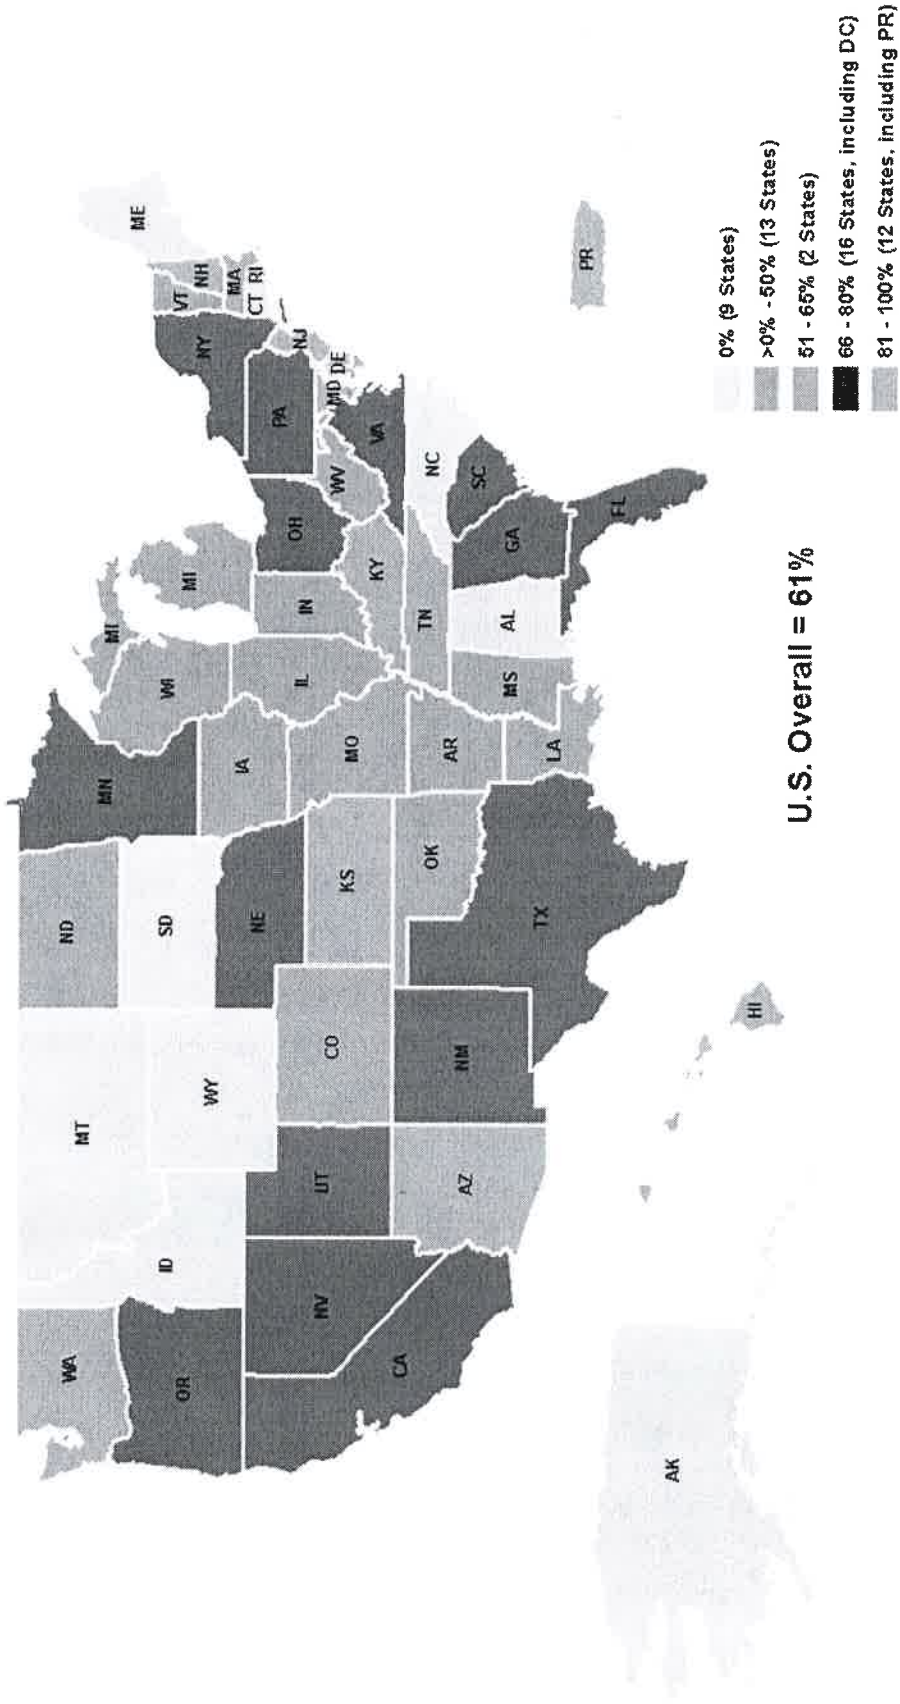 WA
MT
ND
MN
ME
OR
ID
SD
WI
MI
MI
VT
NH
NY
MA
CT
RI
WY
NE
IA
IL
IN
OH
PA
NJ
MD
DE
NV
UT
CO
KS
MO
KY
WV
VA
CA
AZ
NM
OK
AR
TN
NC
SC
TX
LA
MS
AL
GA
FL
AK
HI
PR
U.S. Overall = 61%
0% (9 States)
>0% - 50% (13 States)
51 - 65% (2 States)
66 - 80% (16 States, including DC)
81 - 100% (12 States, including PR)